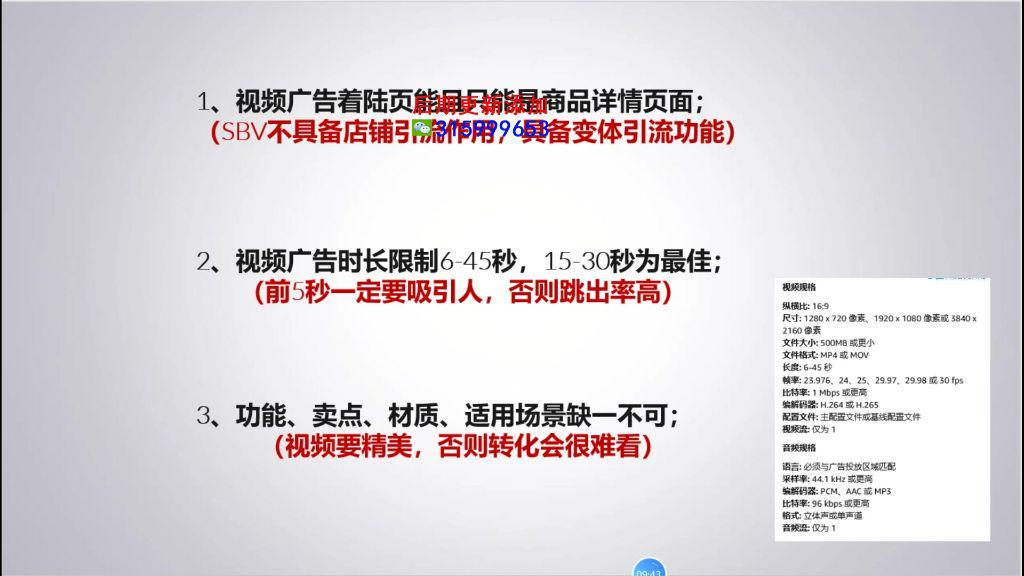 1、视频广告着陆页能且只能是商品详情页面；
后期更新添加
（SBV不具备店铺引流作用，具备变体引流功能）
315999653
2、视频广告时长限制6-45秒，15-30秒为最佳；
（前5秒一定要吸引人，否则跳出率高）
3、功能、卖点、材质、适用场景缺一不可；
（视频要精美，否则转化会很难看）
视频规格
纵横比: 16:9
尺寸: 1280 x 720 像素、1920 x 1080 像素或 3840 x
2160 像素
文件大小: 500MB 或更小
文件格式: MP4 或 MOV
长度: 6-45 秒
帧率: 23.976、24、25、29.97、29.98 或 30 fps
比特率: 1 Mbps 或更高
编解码器: H.264 或 H.265
配置文件: 主配置文件或基线配置文件
视频流: 仅为 1
音频规格
语言: 必须与广告投放区域匹配
采样率: 44.1 kHz 或更高
编解码器: PCM、AAC 或 MP3
比特率: 96 kbps 或更高
格式: 立体声或单声道
音频流: 仅为 1
09:43